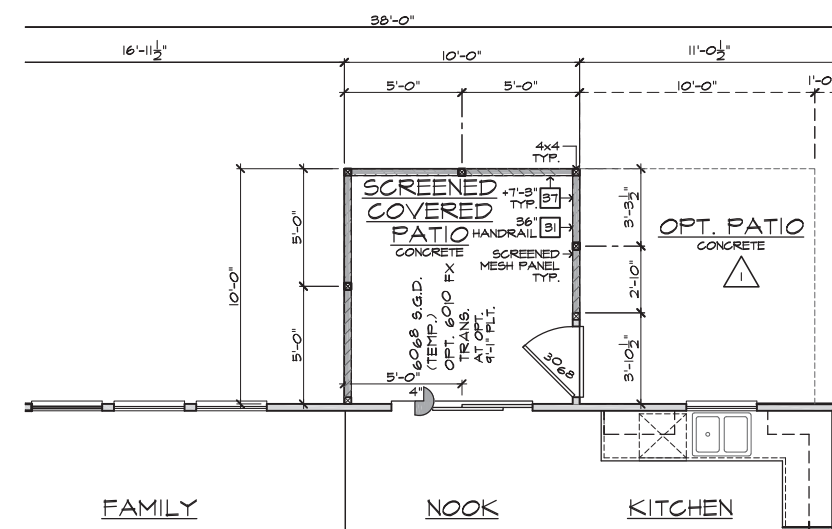 38'-0"
16'-11½"
10'-0"
11'-0½"
5'-0"
5'-0"
10'-0"
1'-0
4x4
TYP.
SCREENED
COVERED
PATIO
CONCRETE
+7'-3"
TYP.
37
36"
HANDRAIL
31
SCREENED
MESH PANEL
TYP.
3'-3½"
2'-10"
3'-10½"
OPT. PATIO
CONCRETE
1
10'-0"
5'-0"
5'-0"
6068 S.G.D.
(TEMP.)
OPT. 6010 FX
TRANS.
AT OPT.
9'-1" PLT.
5'-0"
4"
30
68
FAMILY
NOOK
KITCHEN